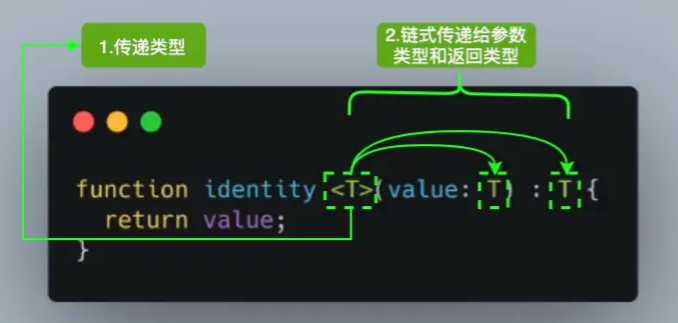 1.传递类型
2.链式传递给参数
类型和返回类型
function identity <T>(value: T) : T {
  return value;
}